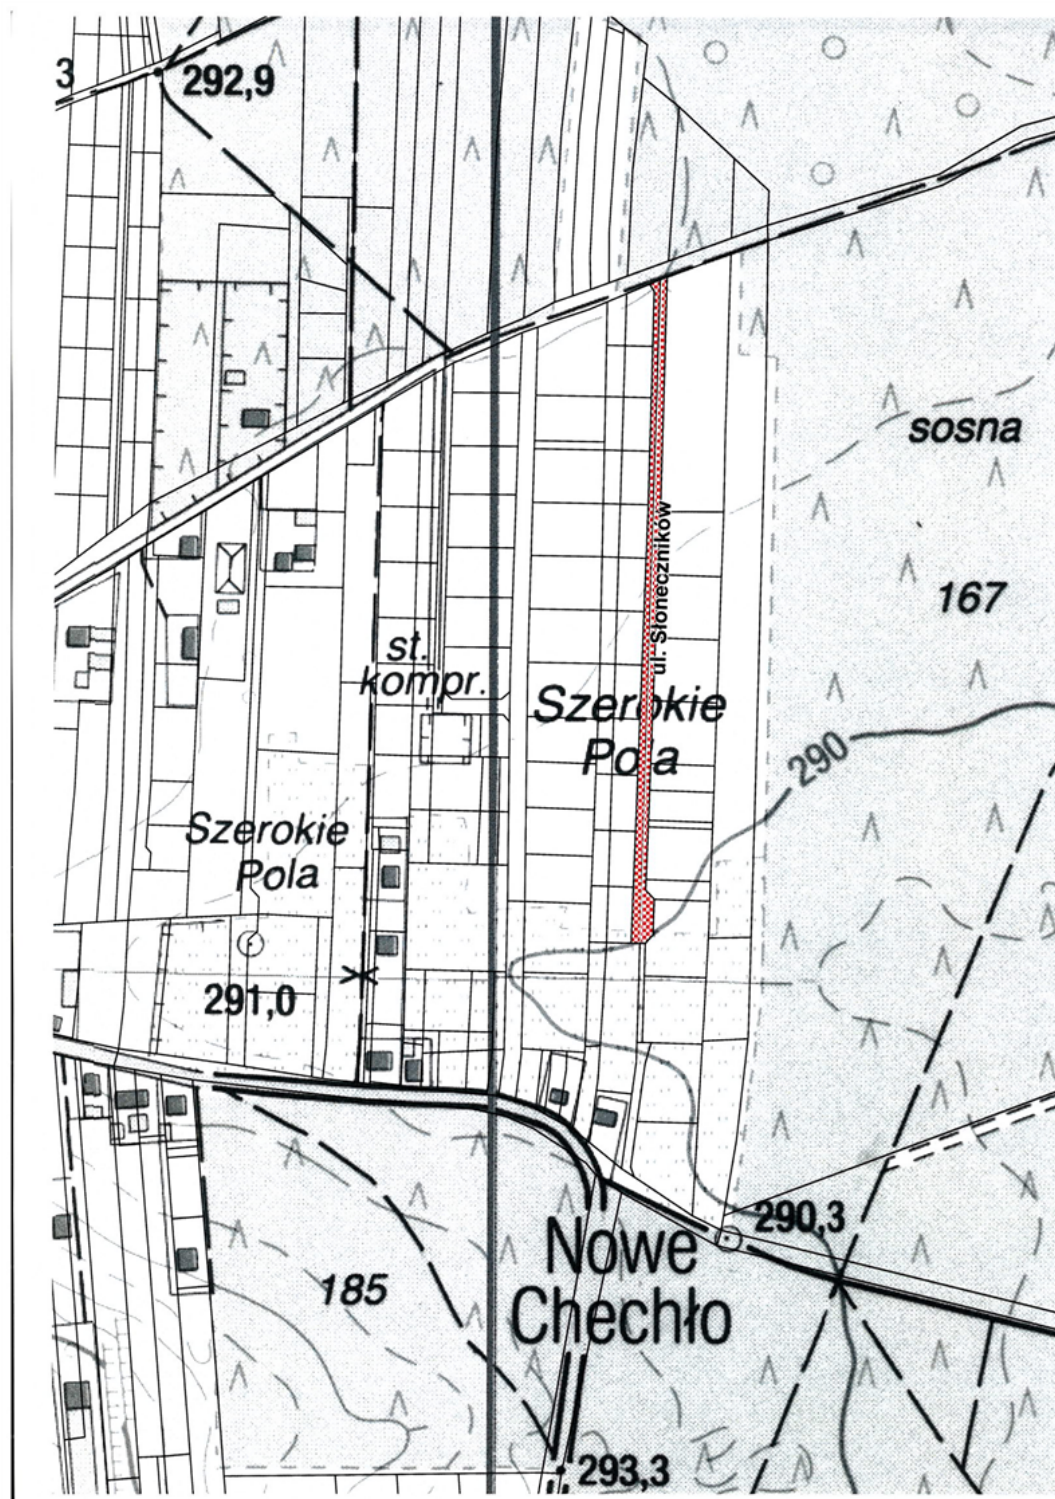 3
292,9
sosna
ul. Słoneczników
167
st.
kompr.
Szerokie
Pola
290
Szerokie
Pola
291,0
290,3
Nowe
Chechło
185
293,3